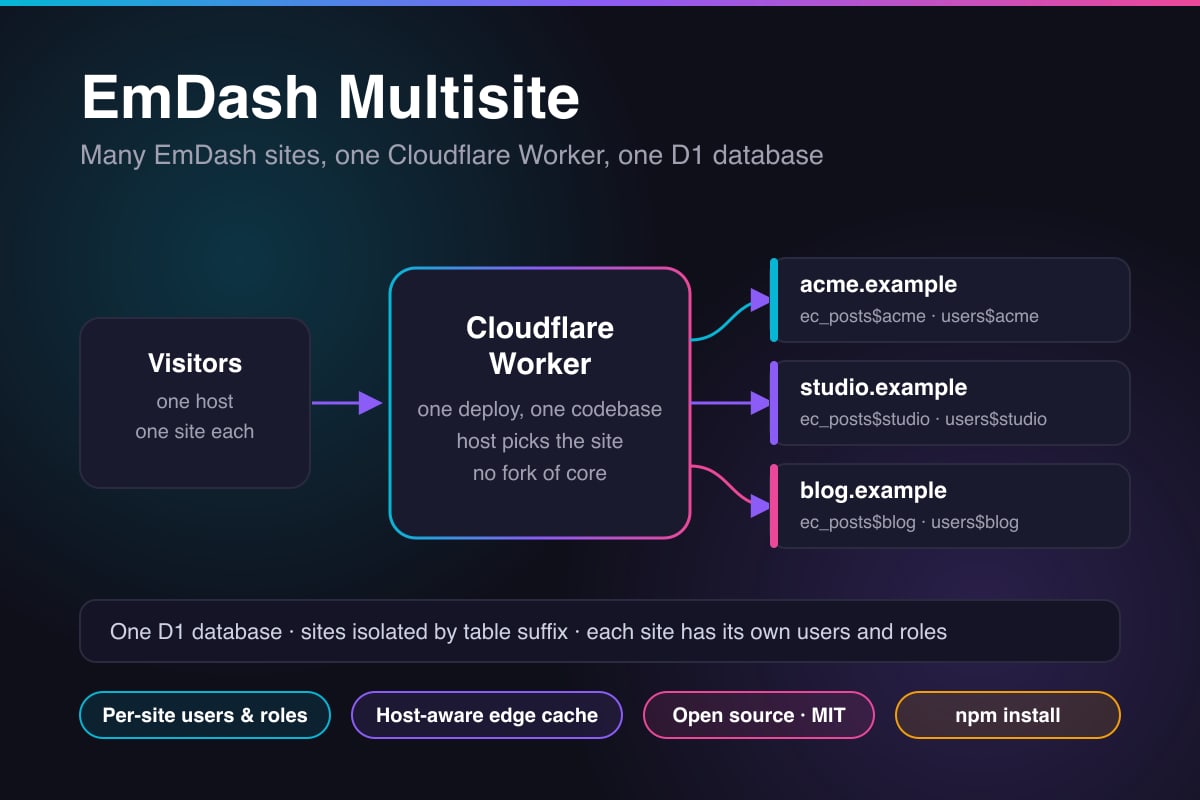 EmDash Multisite
Many EmDash sites, one Cloudflare Worker, one D1 database
Visitors
one host
one site each
Cloudflare
Worker
one deploy, one codebase
host picks the site
no fork of core
acme.example
ec_posts$acme · users$acme
studio.example
ec_posts$studio · users$studio
blog.example
ec_posts$blog · users$blog
One D1 database · sites isolated by table suffix · each site has its own users and roles
Per-site users & roles
Host-aware edge cache
Open source · MIT
npm install